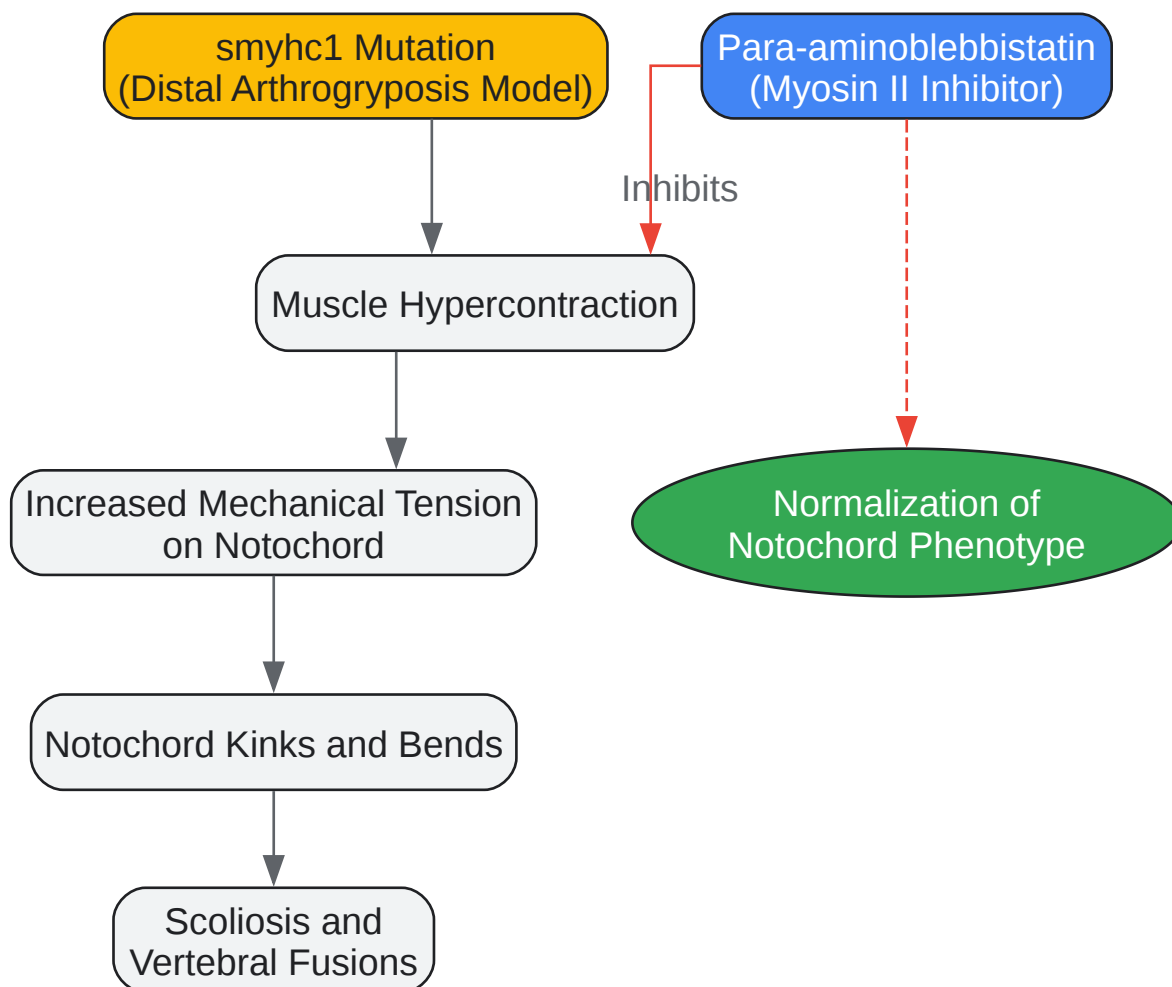 smyhc1 Mutation
(Distal Arthrogryposis Model)
Para-aminoblebbistatin
(Myosin II Inhibitor)
Inhibits
Muscle Hypercontraction
Increased Mechanical Tension
on Notochord
Normalization of
Notochord Phenotype
Notochord Kinks and Bends
Scoliosis and
Vertebral Fusions